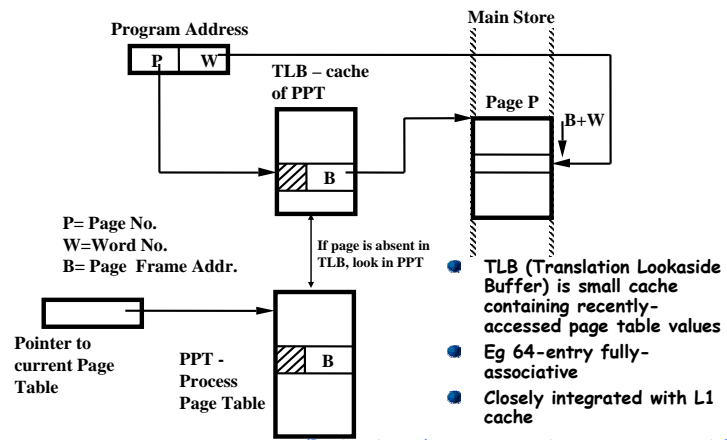 Main Store
Program Address
P W
TLB – cache
of PPT
Page P
B+W
B
P= Page No.
W=Word No.
B= Page Frame Addr.
If page is absent in
TLB, look in PPT
TLB (Translation Lookaside
Buffer) is small cache
containing recently-
accessed page table values
Eg 64-entry fully-
associative
Closely integrated with L1
cache
Pointer to
current Page
Table
PPT -
Process
Page Table
B